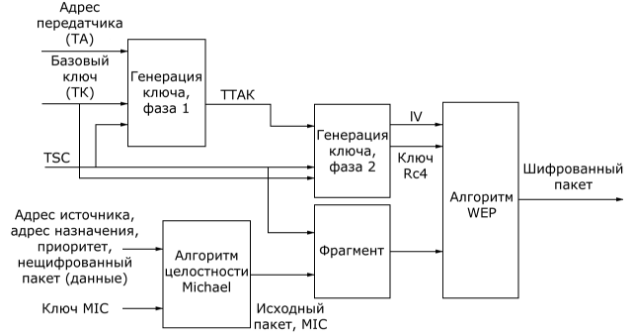 Адрес
передатчика
(TA)
Базовый
ключ
(TK)
Генерация
ключа,
фаза 1
TTAK
TSC
Генерация
ключа,
фаза 2
IV
Ключ
Rc4
Алгоритм
WEP
Шифрованный
пакет
Адрес источника,
адрес назначения,
приоритет,
нешифрованный
пакет (данные)
Ключ MIC
Алгоритм
целостности
Michael
Исходный
пакет, MIC
Фрагмент